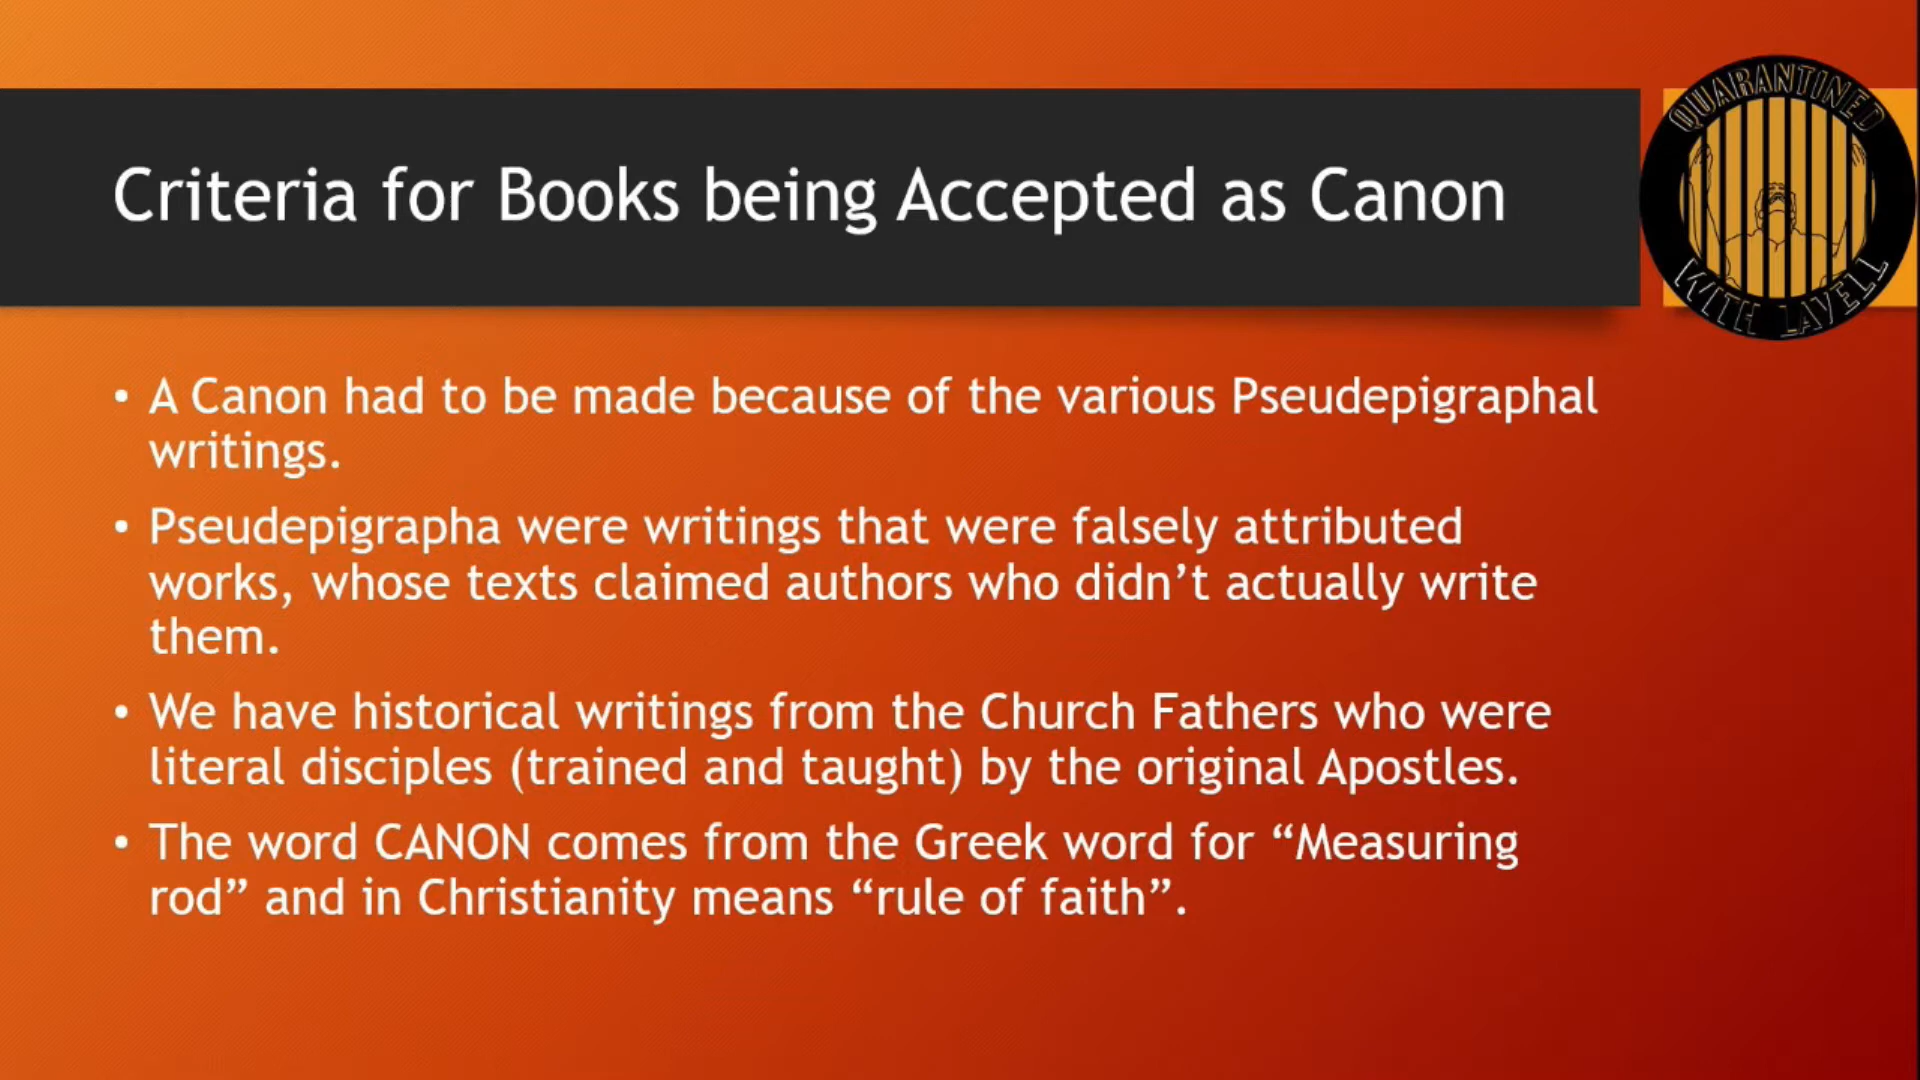 QUARANTINED
WITH LAVELL
Criteria for Books being Accepted as Canon
• A Canon had to be made because of the various Pseudepigraphal
writings.
• Pseudepigrapha were writings that were falsely attributed
works, whose texts claimed authors who didn’t actually write
them.
• We have historical writings from the Church Fathers who were
literal disciples (trained and taught) by the original Apostles.
• The word CANON comes from the Greek word for “Measuring
rod” and in Christianity means “rule of faith”.